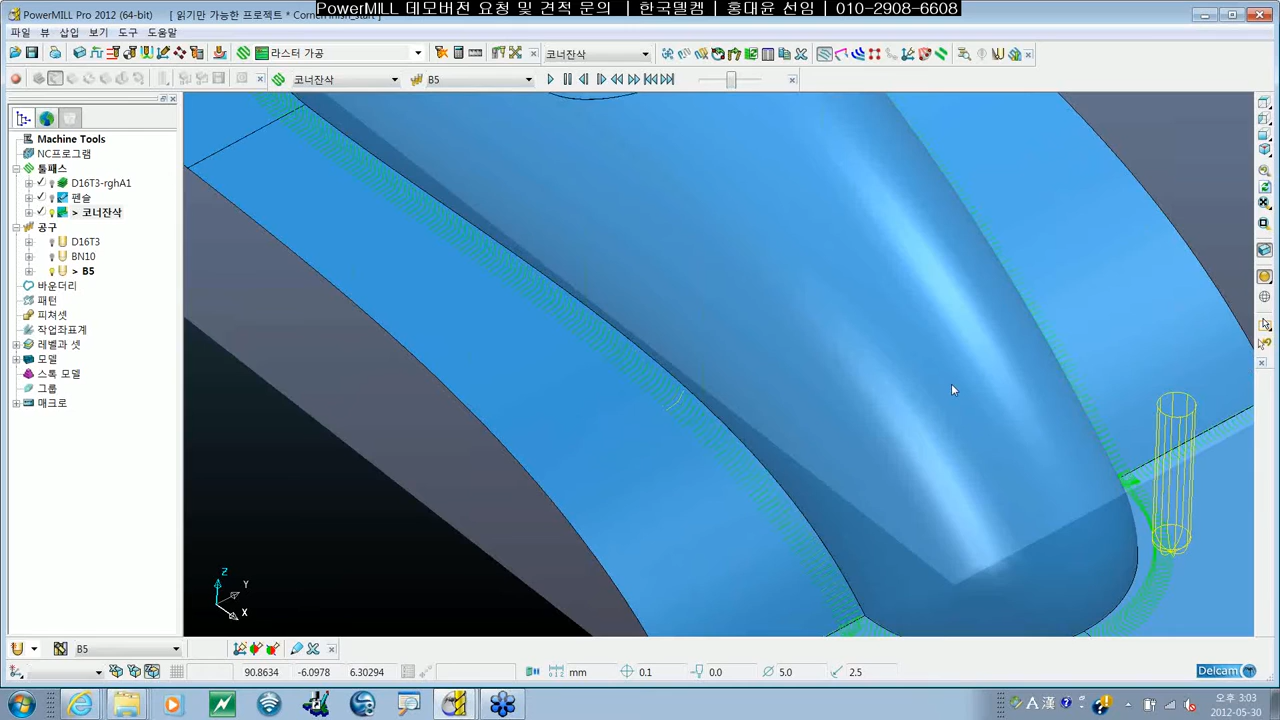 PowerMILL Pro 2012 (64-bit) - [ 읽기만 가능한 프로젝트 * CornerFinish_start ]
PowerMILL 데모버전 요청 및 견적 문의 | 한국델켐 | 홍대윤 선임 | 010-2908-6608
파일 뷰 삽입 보기 도구 도움말
라스터 가공
코너잔삭
코너잔삭
B5
Machine Tools
NC프로그램
툴패스
D16T3-rghA1
펜슬
> 코너잔삭
공구
D16T3
BN10
> B5
바운더리
패턴
피쳐셋
작업좌표계
레벨과 셋
모델
스톡 모델
그룹
매크로
Z
Y
X
B5
90.8634
-6.0978
6.30294
mm
0.1
0.0
5.0
2.5
Delcam
A 漢
오후 3:03
2012-05-30